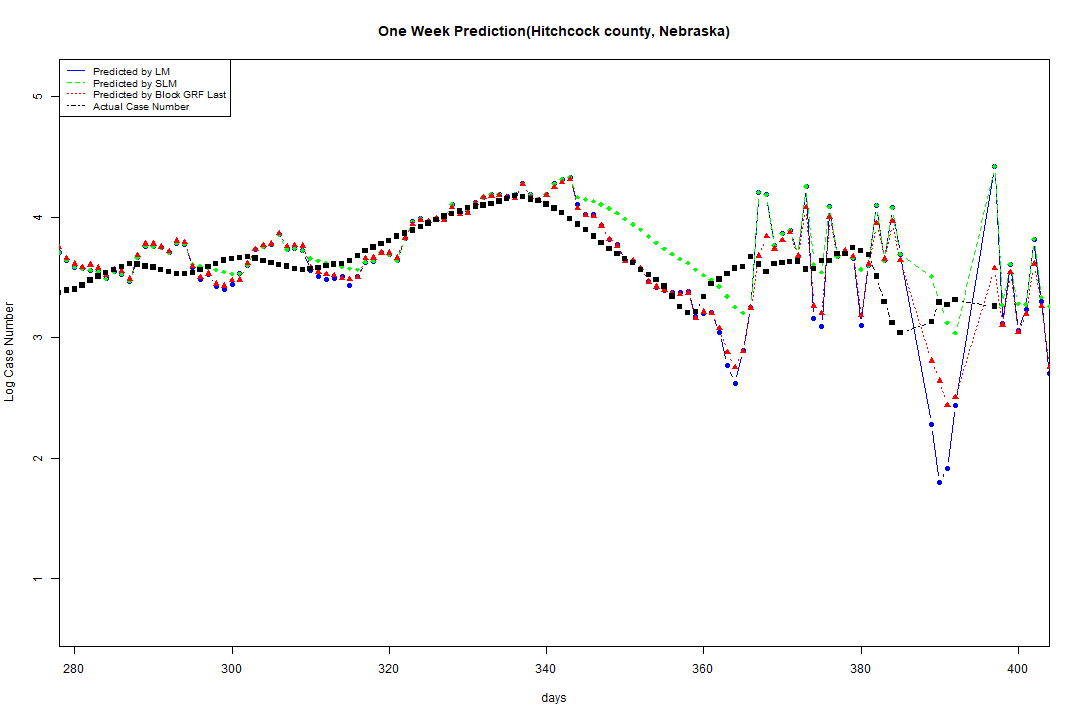 One Week Prediction(Hitchcock county, Nebraska)
Predicted by LM
Predicted by SLM
Predicted by Block GRF Last
Actual Case Number
5
4
3
2
1
Log Case Number
280 300 320 340 360 380 400
days